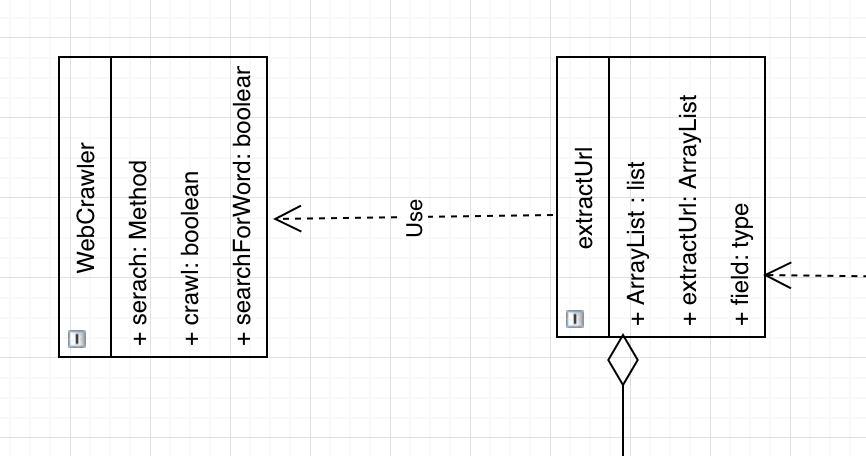 WebCrawler
+ serach: Method
+ crawl: boolean
+ searchForWord: boolear
Use
extractUrl
+ ArrayList : list
+ extractUrl: ArrayList
+ field: type